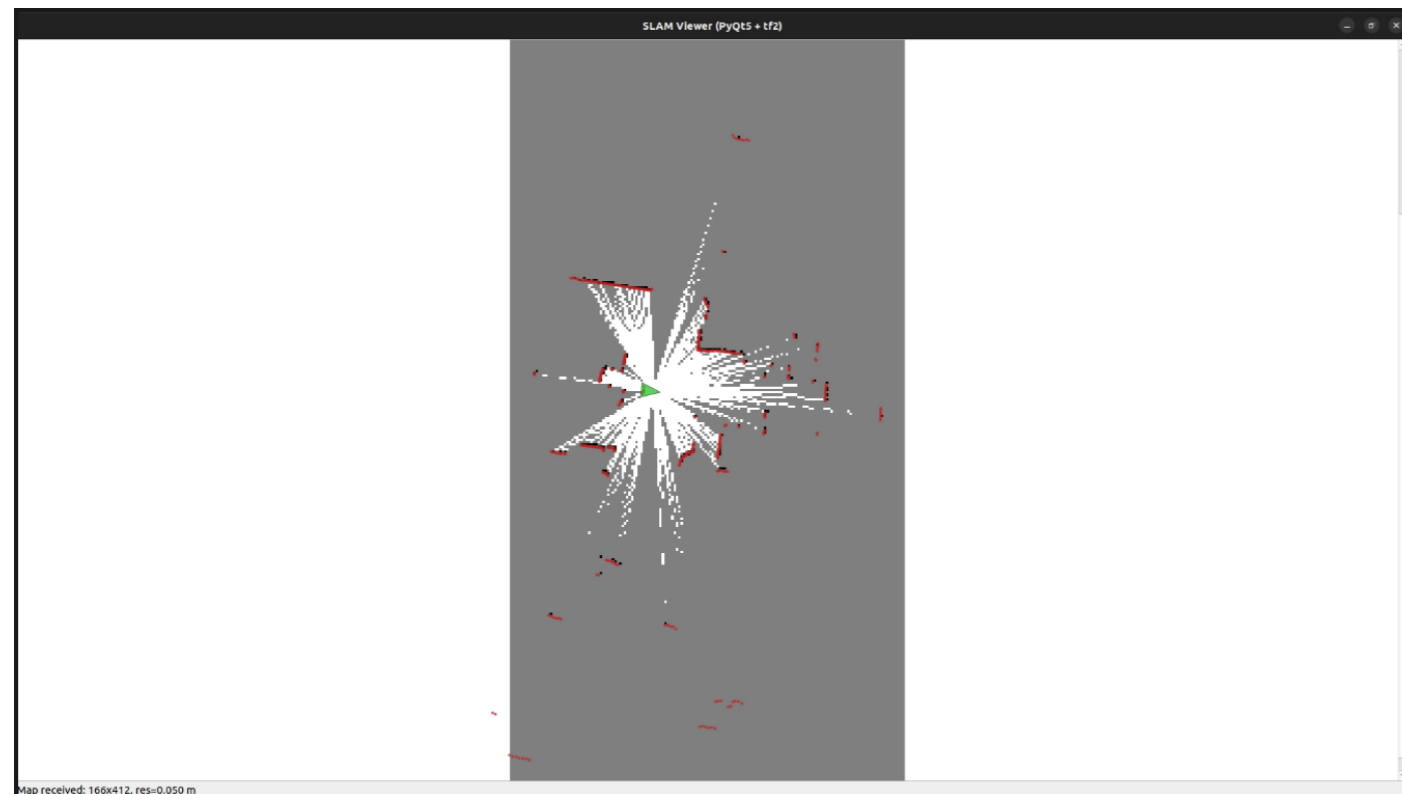 SLAM Viewer (PyQt5 + tf2)
Map received: 166x412, res=0.050 m